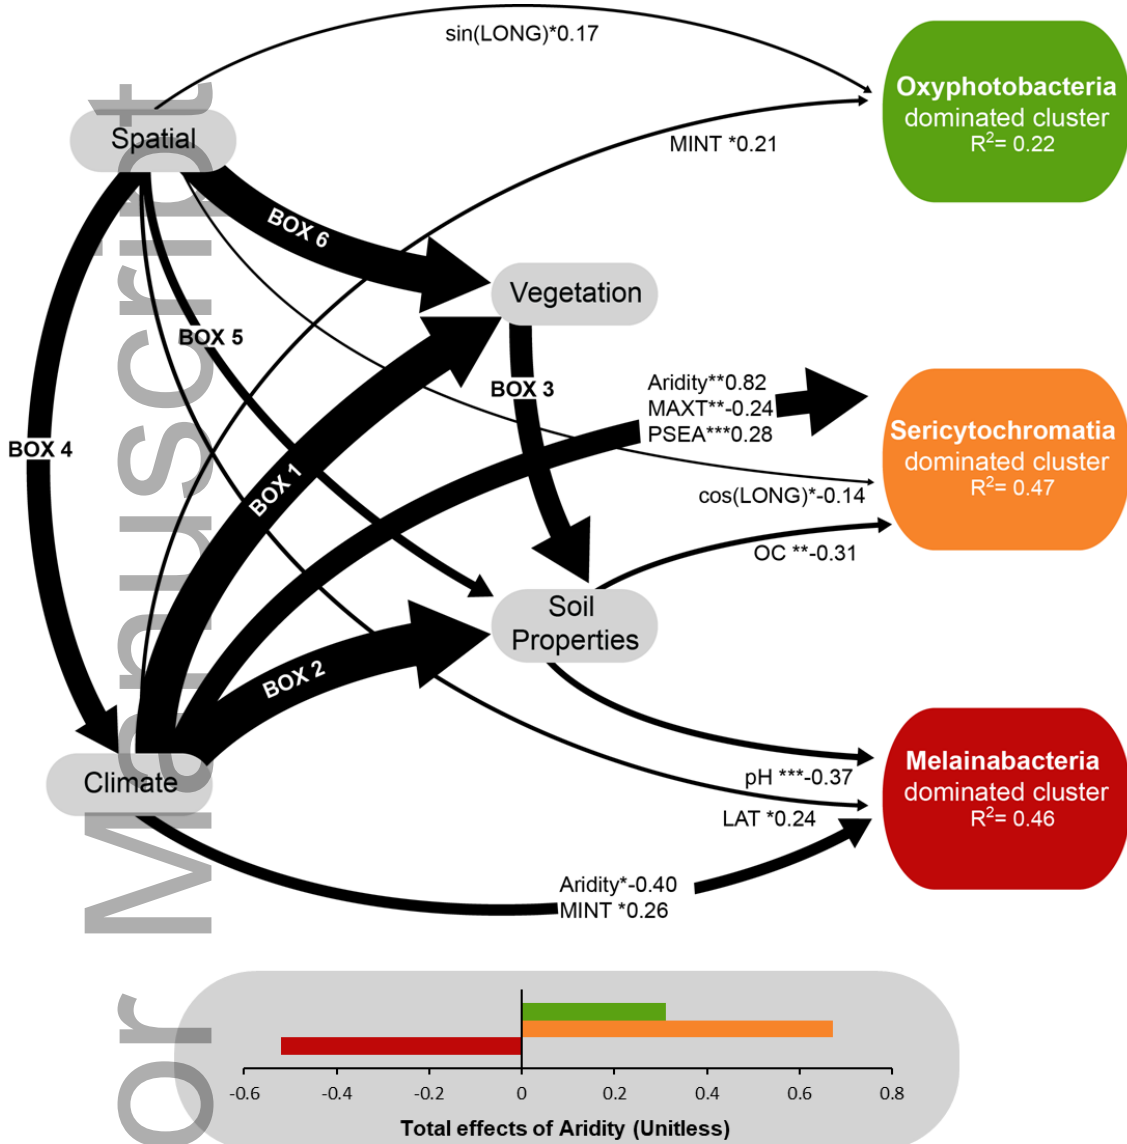 sin(LONG)*0.17
Oxyphotobacteria
dominated cluster
R²= 0.22
Spatial
MINT *0.21
BOX 6
Vegetation
BOX 5
BOX 3
Aridity**0.82
MAXT**-0.24
PSEA***0.28
Sericytochromatia
dominated cluster
R²= 0.47
BOX 4
BOX 1
cos(LONG)*-0.14
OC **-0.31
Soil
Properties
BOX 2
Climate
pH ***-0.37
LAT *0.24
Melainabacteria
dominated cluster
R²= 0.46
Aridity*-0.40
MINT *0.26
-0.6 -0.4 -0.2 0 0.2 0.4 0.6 0.8
Total effects of Aridity (Unitless)
or Manuscript